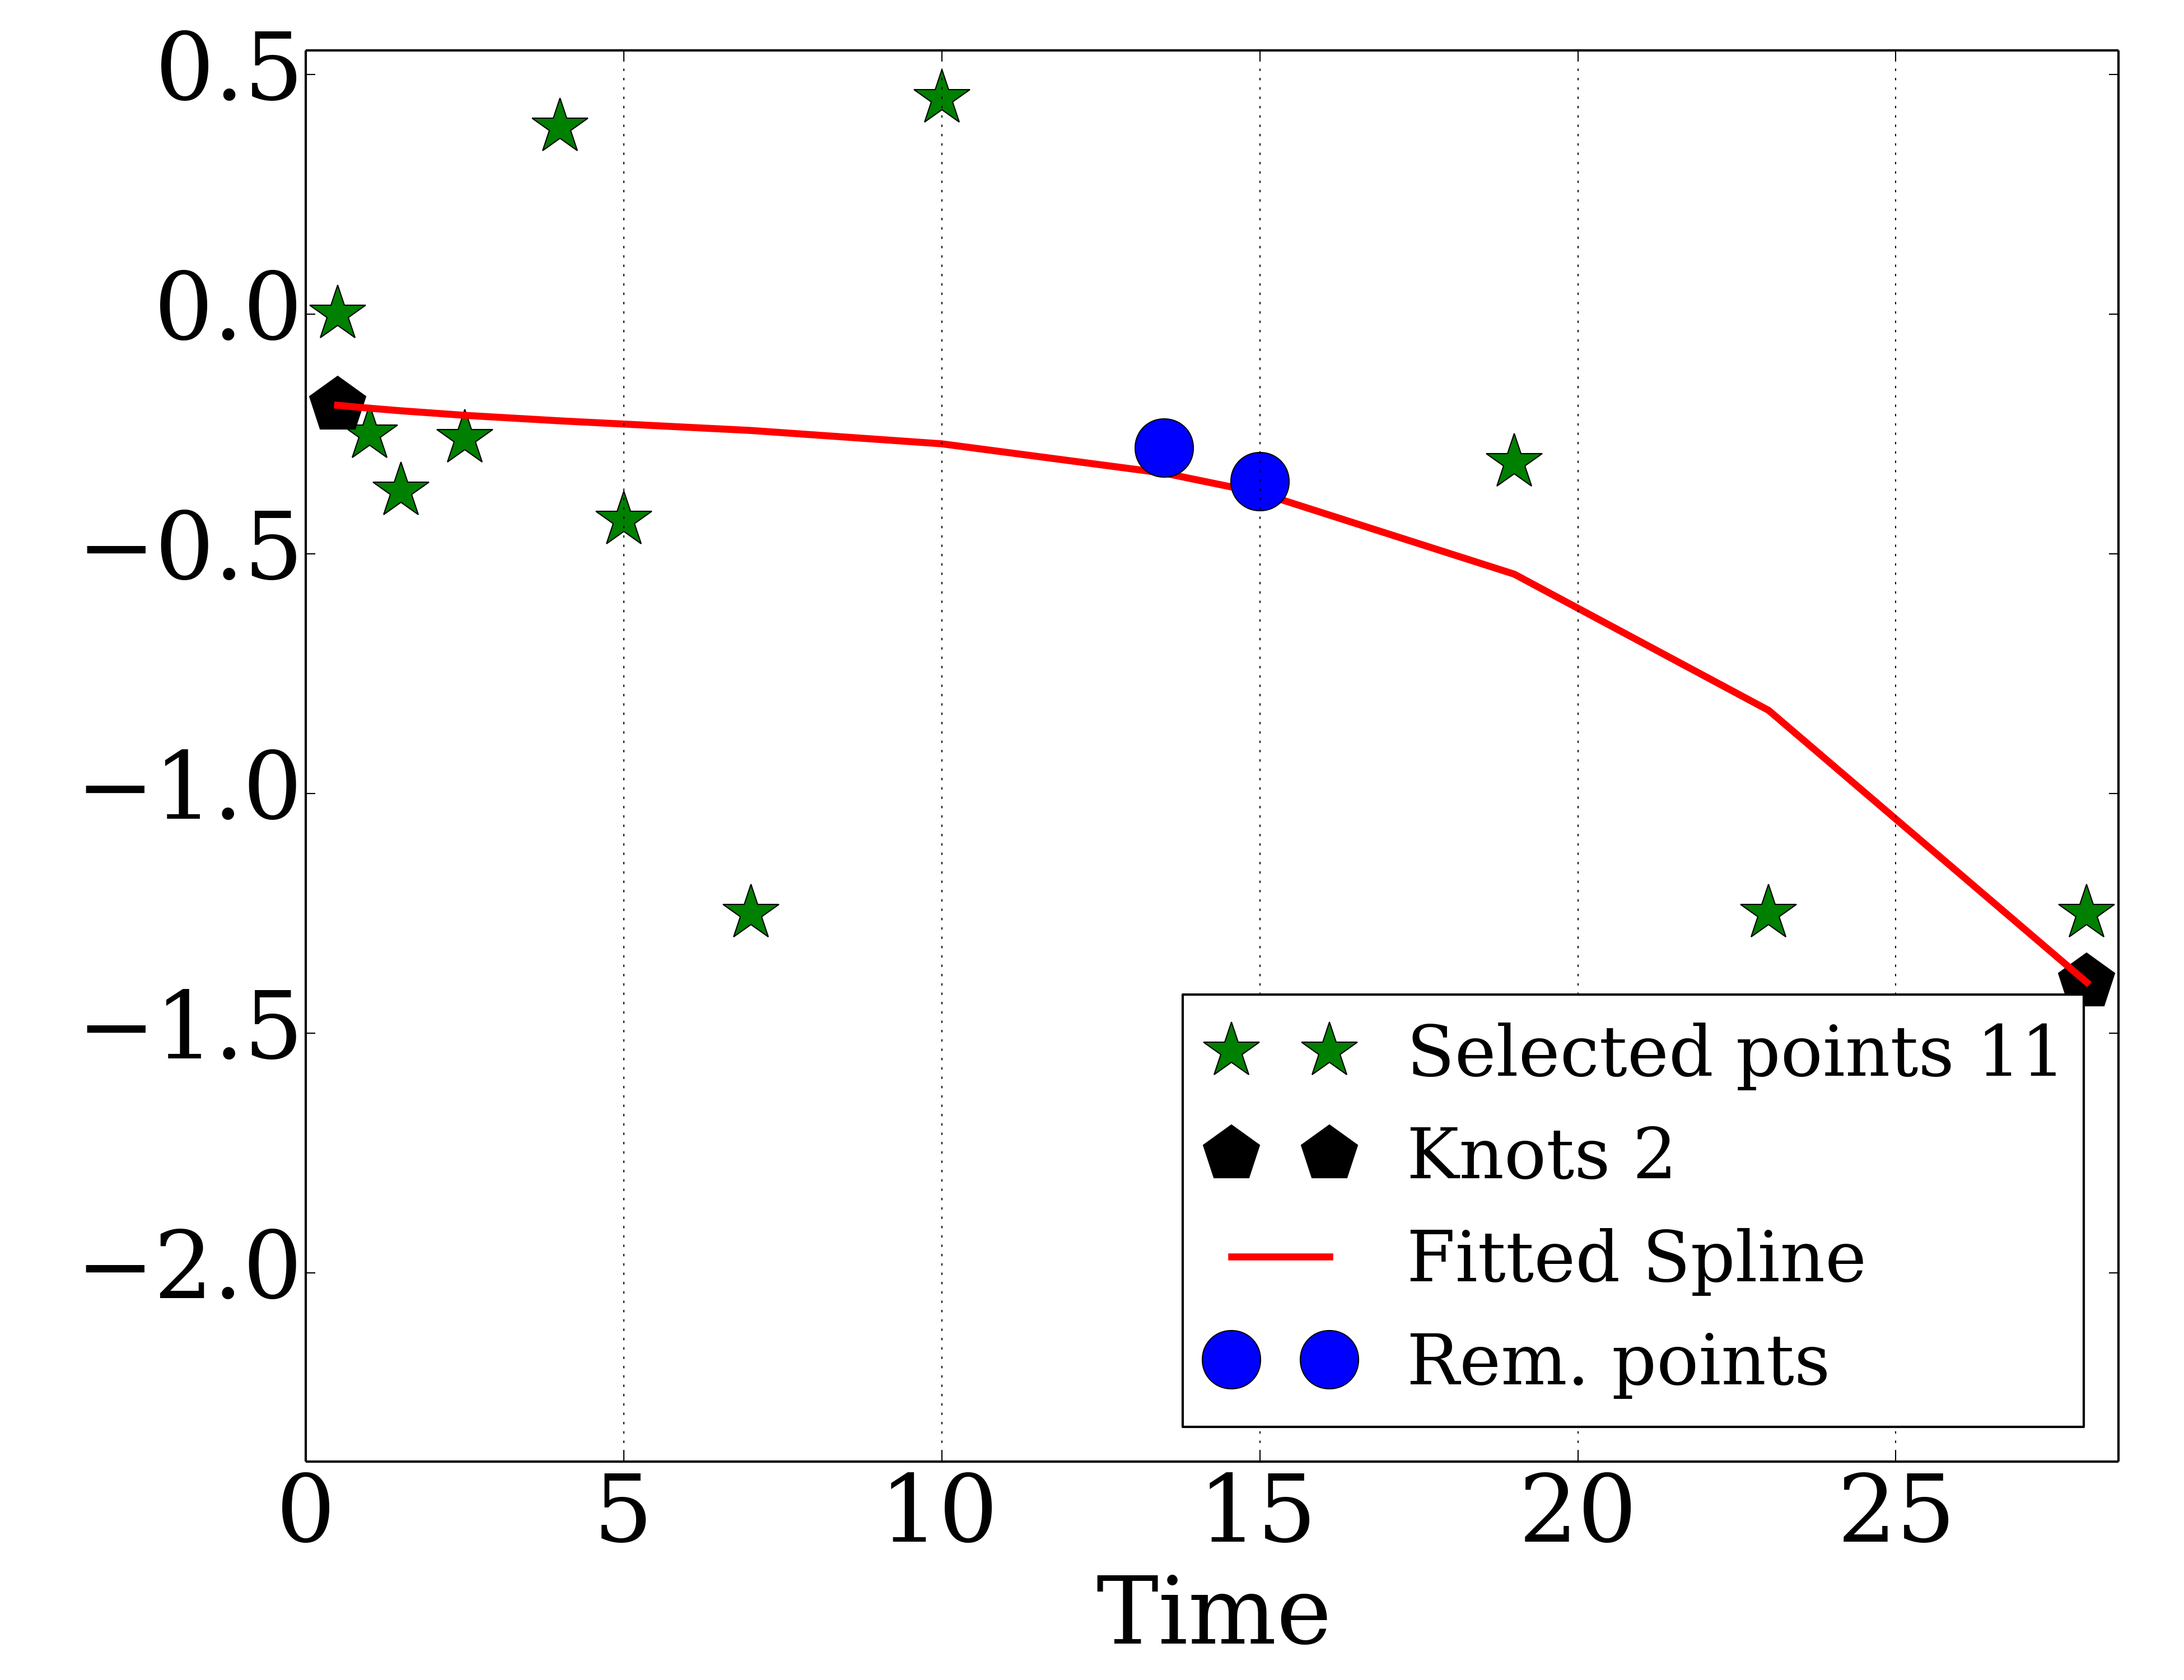 0.5
0.0
−0.5
−1.0
−1.5
−2.0
Selected points 11
Knots 2
Fitted Spline
Rem. points
0 5 10 15 20 25
Time